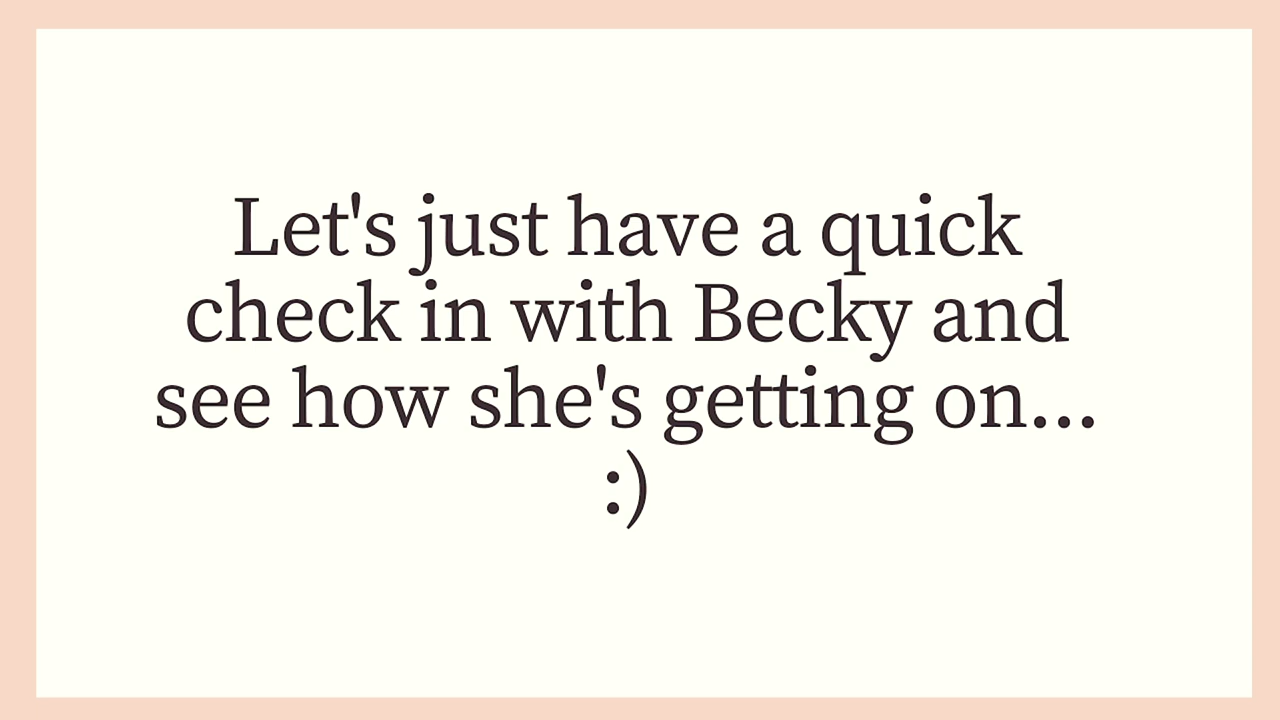 Let's just have a quick
check in with Becky and
see how she's getting on...
:)